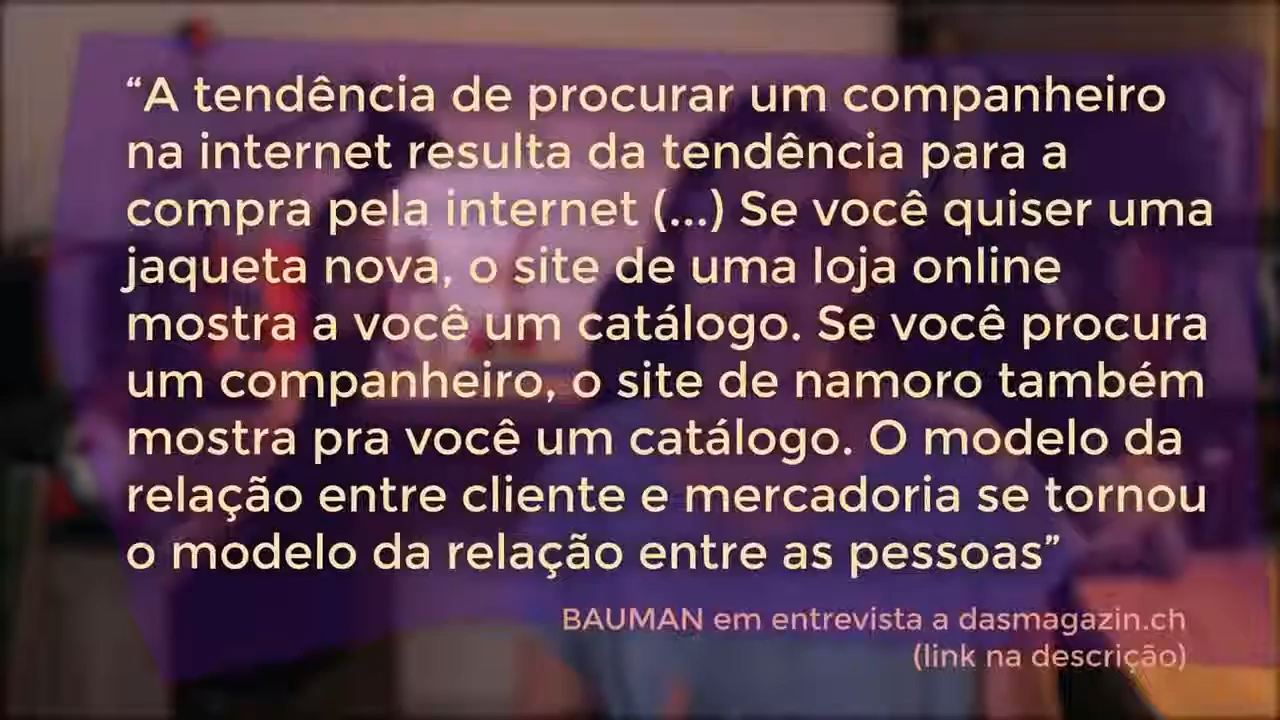 “A tendência de procurar um companheiro
na internet resulta da tendência para a
compra pela internet (...) Se você quiser uma
jaqueta nova, o site de uma loja online
mostra a você um catálogo. Se você procura
um companheiro, o site de namoro também
mostra pra você um catálogo. O modelo da
relação entre cliente e mercadoria se tornou
o modelo da relação entre as pessoas”
BAUMAN em entrevista a dasmagazin.ch
(link na descrição)